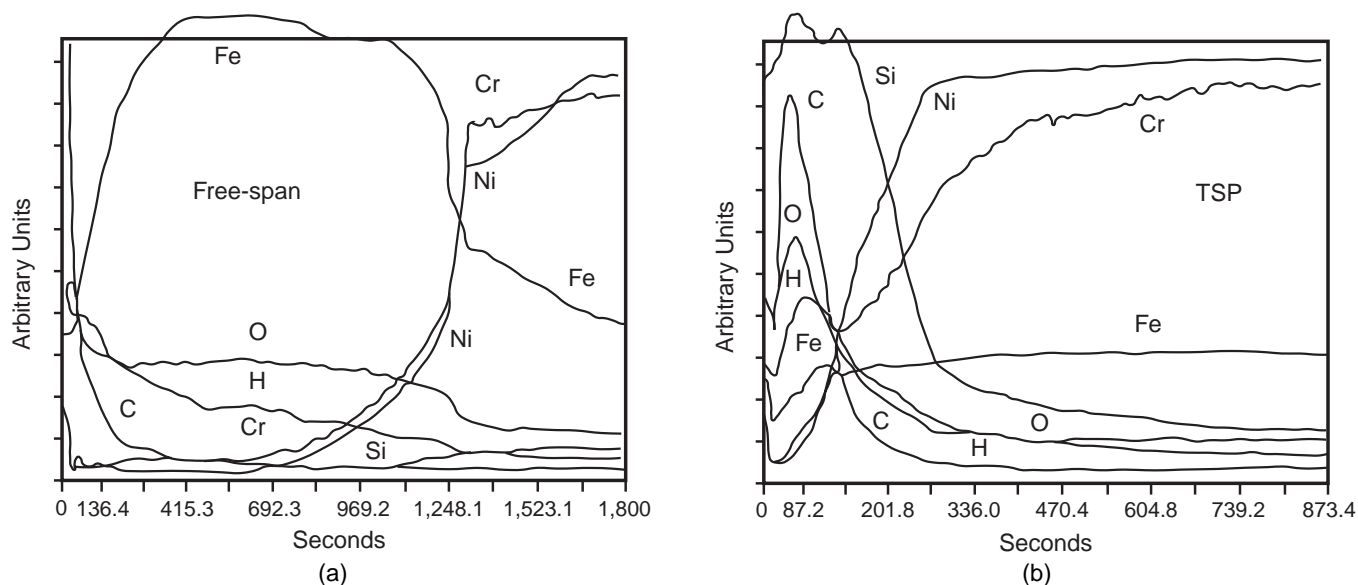 Arbitrary Units
Fe
Cr
Free-span
Ni
Fe
O
H
Ni
C
Cr
Si
0 136.4 415.3 692.3 969.2 1,248.1 1,523.1 1,800
Seconds
(a)
Arbitrary Units
Si
C
Ni
Cr
TSP
O
H
Fe
Fe
C
O
H
0 87.2 201.8 336.0 470.4 604.8 739.2 873.4
Seconds
(b)